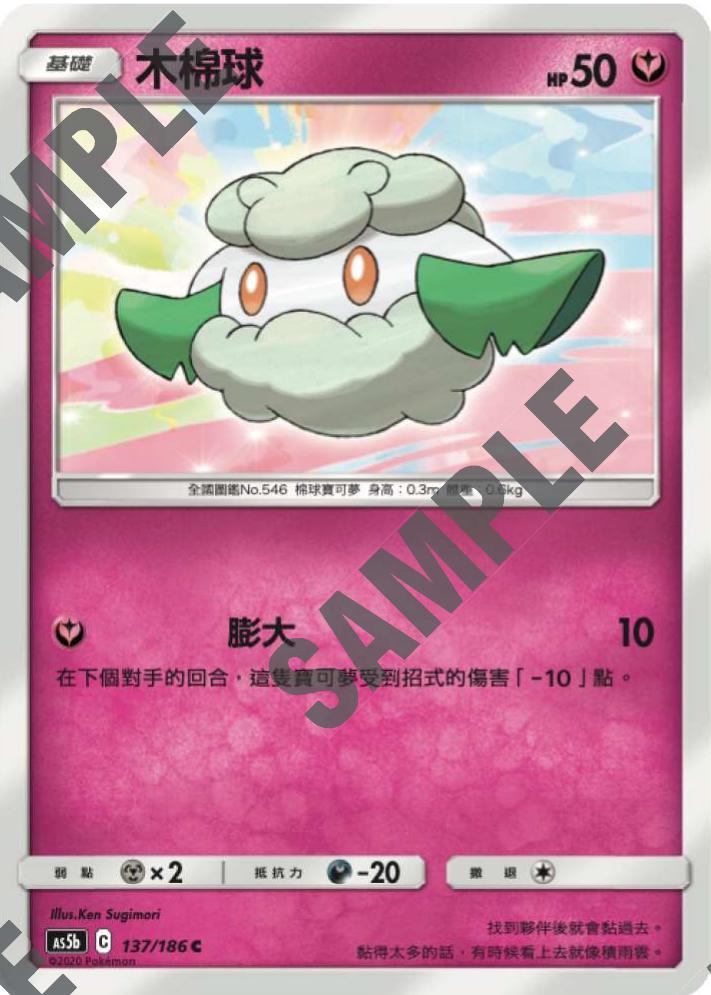 SAMPLE
基礎
木棉球
HP 50
全國圖鑑No.546 棉球寶可夢 身高：0.3m 體重：0.6kg
膨大 10
在下個對手的回合，這隻寶可夢受到招式的傷害「-10」點。
SAMPLE
弱點 ×2 抵抗力 -20 撤退
Illus.Ken Sugimori
找到夥伴後就會黏過去。
AS5b C 137/186 C
黏得太多的話，有時候看上去就像積雨雲。
©2020 Pokémon